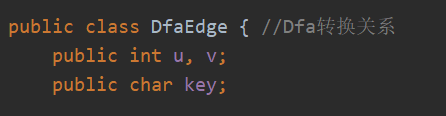 public class DfaEdge { //Dfa转换关系
public int u, v;
public char key;